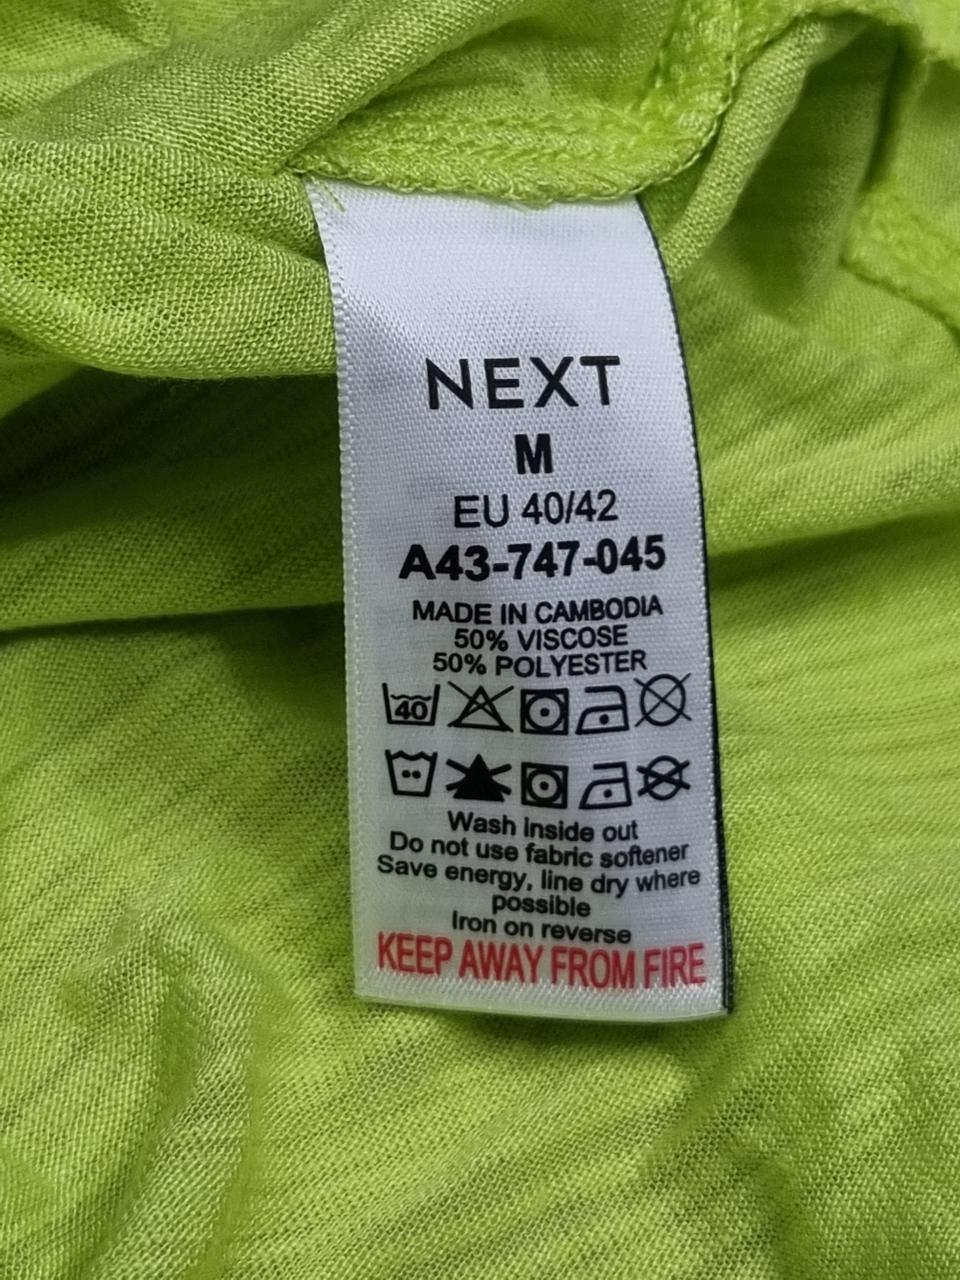 NEXT
M
EU 40/42
A43-747-045
MADE IN CAMBODIA
50% VISCOSE
50% POLYESTER
40
Wash inside out
Do not use fabric softener
Save energy, line dry where
possible
Iron on reverse
KEEP AWAY FROM FIRE